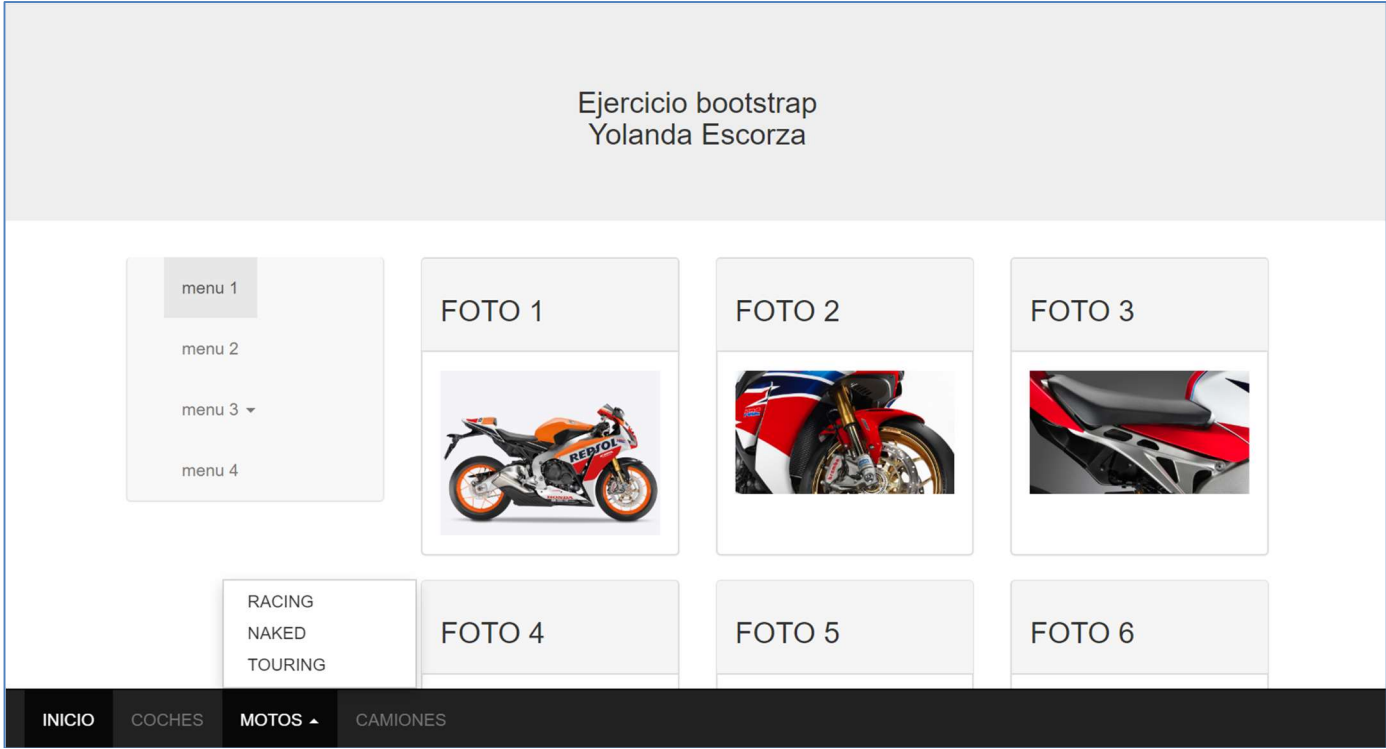 Ejercicio bootstrap
Yolanda Escorza
menu 1
menu 2
menu 3
menu 4
FOTO 1
FOTO 2
FOTO 3
REPSOL
HONDA
RACING
NAKED
TOURING
FOTO 4
FOTO 5
FOTO 6
INICIO
COCHES
MOTOS
CAMIONES